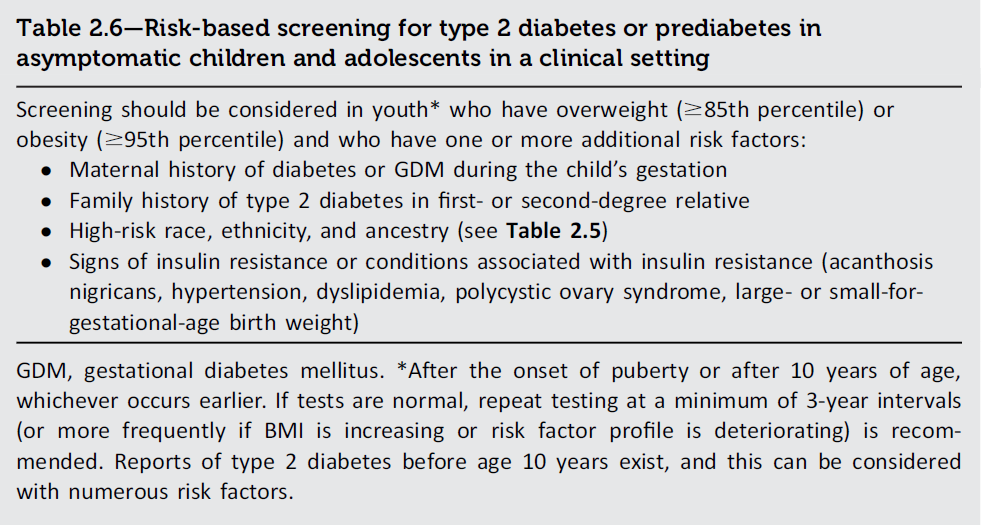 Table 2.6—Risk-based screening for type 2 diabetes or prediabetes in
asymptomatic children and adolescents in a clinical setting
Screening should be considered in youth* who have overweight (≥85th percentile) or
obesity (≥95th percentile) and who have one or more additional risk factors:
● Maternal history of diabetes or GDM during the child’s gestation
● Family history of type 2 diabetes in first- or second-degree relative
● High-risk race, ethnicity, and ancestry (see Table 2.5)
● Signs of insulin resistance or conditions associated with insulin resistance (acanthosis
nigricans, hypertension, dyslipidemia, polycystic ovary syndrome, large- or small-for-
gestational-age birth weight)
GDM, gestational diabetes mellitus. *After the onset of puberty or after 10 years of age,
whichever occurs earlier. If tests are normal, repeat testing at a minimum of 3-year intervals
(or more frequently if BMI is increasing or risk factor profile is deteriorating) is recom-
mended. Reports of type 2 diabetes before age 10 years exist, and this can be considered
with numerous risk factors.